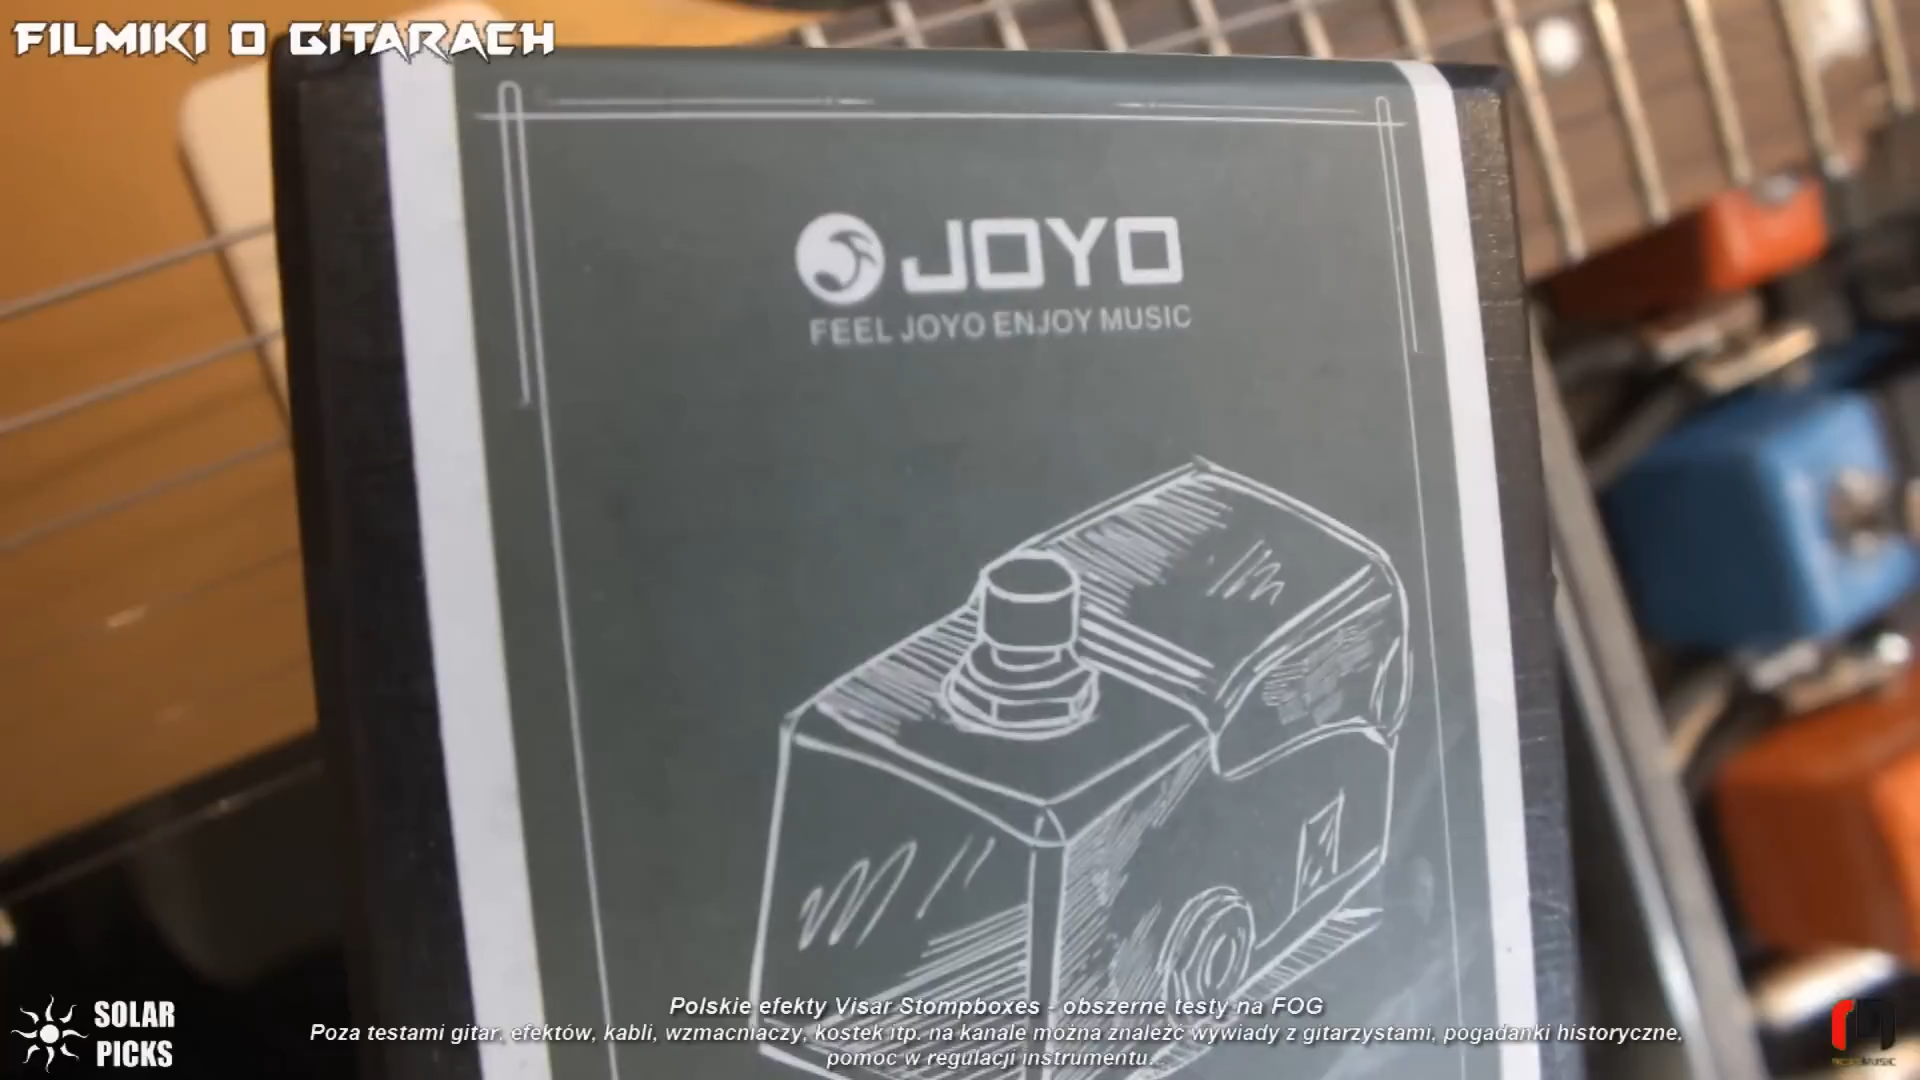 FILMIKI O GITARACH
JOYO
FEEL JOYO ENJOY MUSIC
SOLAR
PICKS
Polskie efekty Visar Stompboxes - obszerne testy na FOG
Poza testami gitar, efektów, kabli, wzmacniaczy, kostek itp. na kanale można znaleźć wywiady z gitarzystami, pogadanki historyczne,
pomoc w regulacji instrumentu...